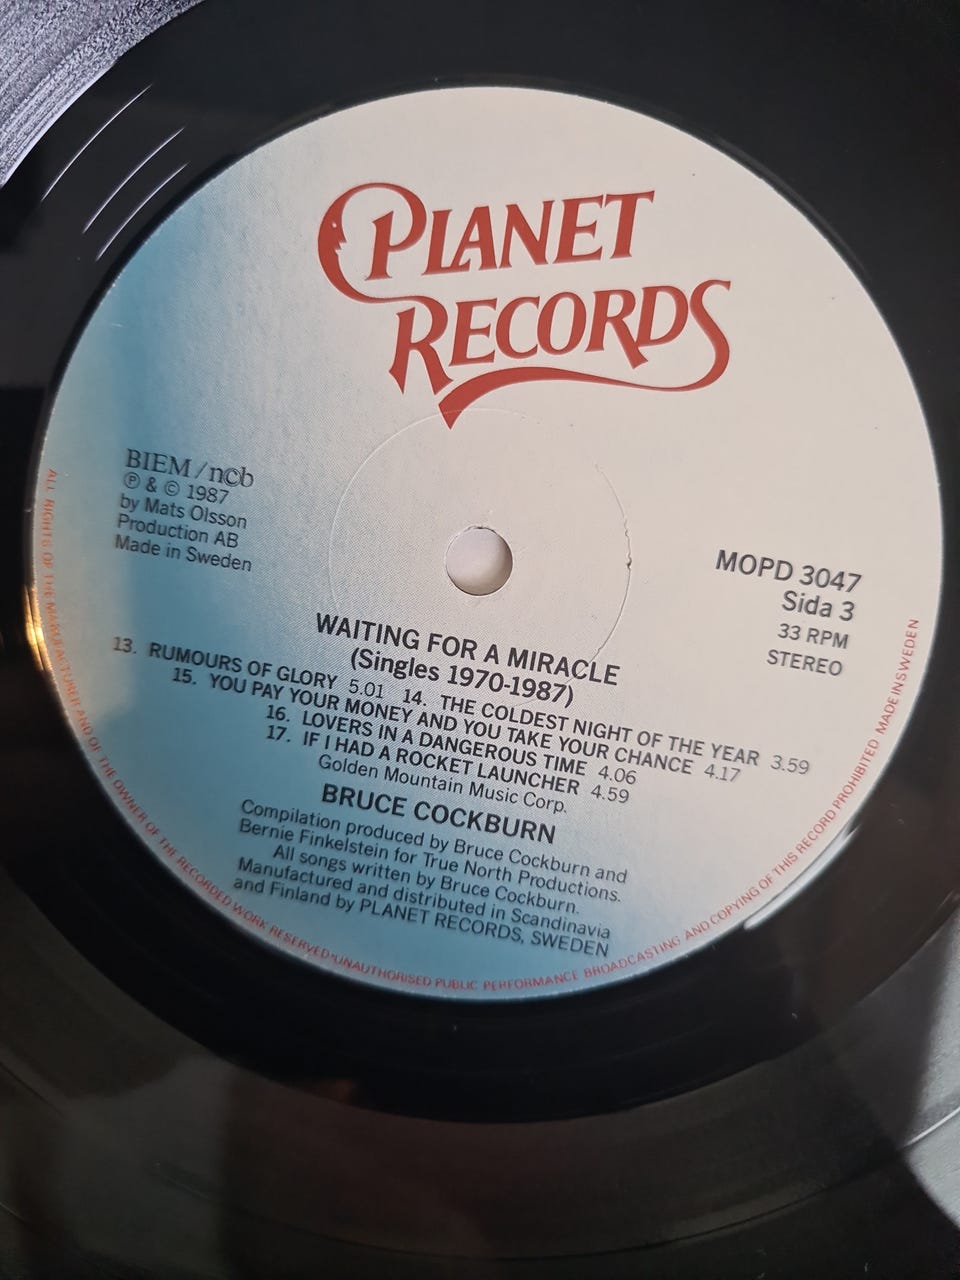 PLANET
RECORDS
BIEM/ncb
Ⓟ & © 1987
by Mats Olsson
Production AB
Made in Sweden
MOPD 3047
Sida 3
33 RPM
STEREO
WAITING FOR A MIRACLE
(Singles 1970-1987)
13. RUMOURS OF GLORY 5.01 14. THE COLDEST NIGHT OF THE YEAR 3.59
15. YOU PAY YOUR MONEY AND YOU TAKE YOUR CHANCE 4.17
16. LOVERS IN A DANGEROUS TIME 4.06
17. IF I HAD A ROCKET LAUNCHER 4.59
Golden Mountain Music Corp.
BRUCE COCKBURN
Compilation produced by Bruce Cockburn and
Bernie Finkelstein for True North Productions.
All songs written by Bruce Cockburn.
Manufactured and distributed in Scandinavia
and Finland by PLANET RECORDS, SWEDEN
ALL RIGHTS OF THE MANUFACTURER AND OF THE OWNER OF THE RECORDED WORK RESERVED·UNAUTHORISED PUBLIC PERFORMANCE BROADCASTING AND COPYING OF THIS RECORD PROHIBITED MADE IN SWEDEN